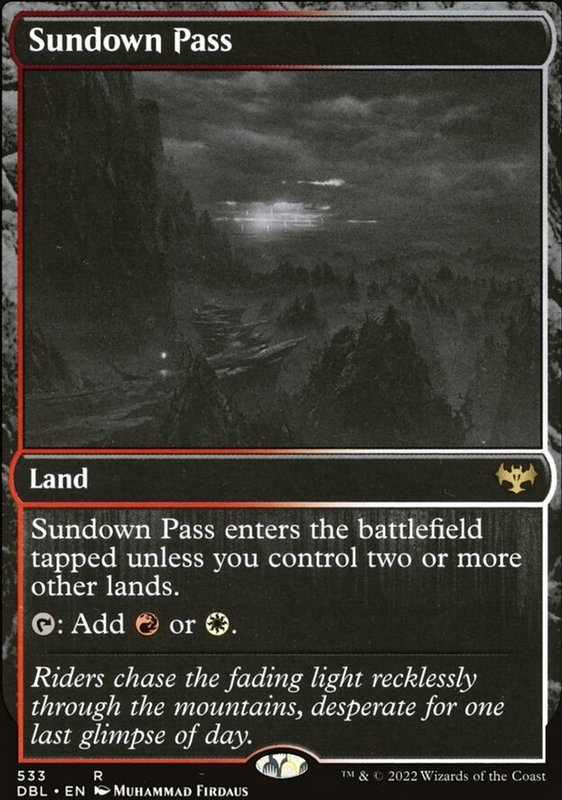 Sundown Pass
Land
Sundown Pass enters the battlefield
tapped unless you control two or more
other lands.
: Add or .
Riders chase the fading light recklessly
through the mountains, desperate for one
last glimpse of day.
533 R
DBL • EN Muhammad Firdaus
™ & © 2022 Wizards of the Coast